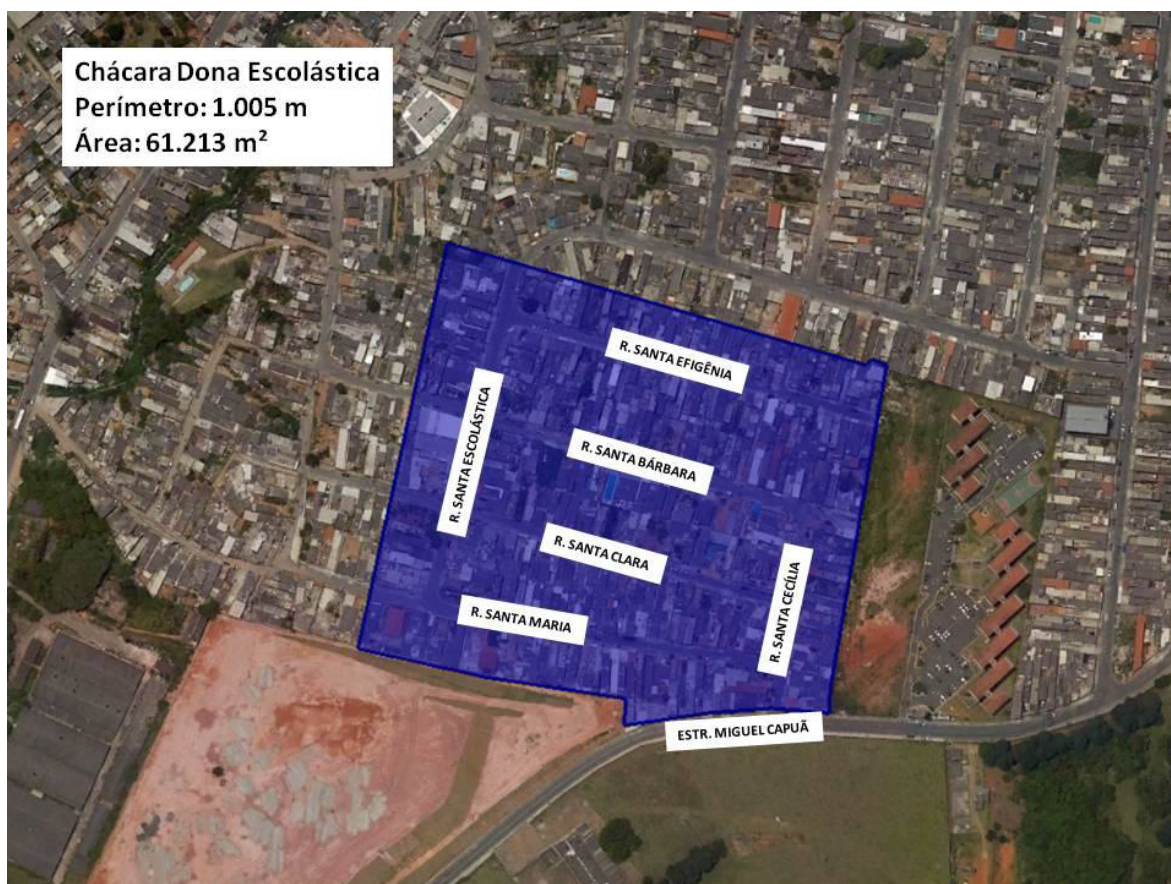 Chácara Dona Escolástica
Perímetro: 1.005 m
Área: 61.213 m²
R. SANTA EFIGÊNIA
R. SANTA ESCOLÁSTICA
R. SANTA BÁRBARA
R. SANTA CLARA
R. SANTA CECÍLIA
R. SANTA MARIA
ESTR. MIGUEL CAPUÃ